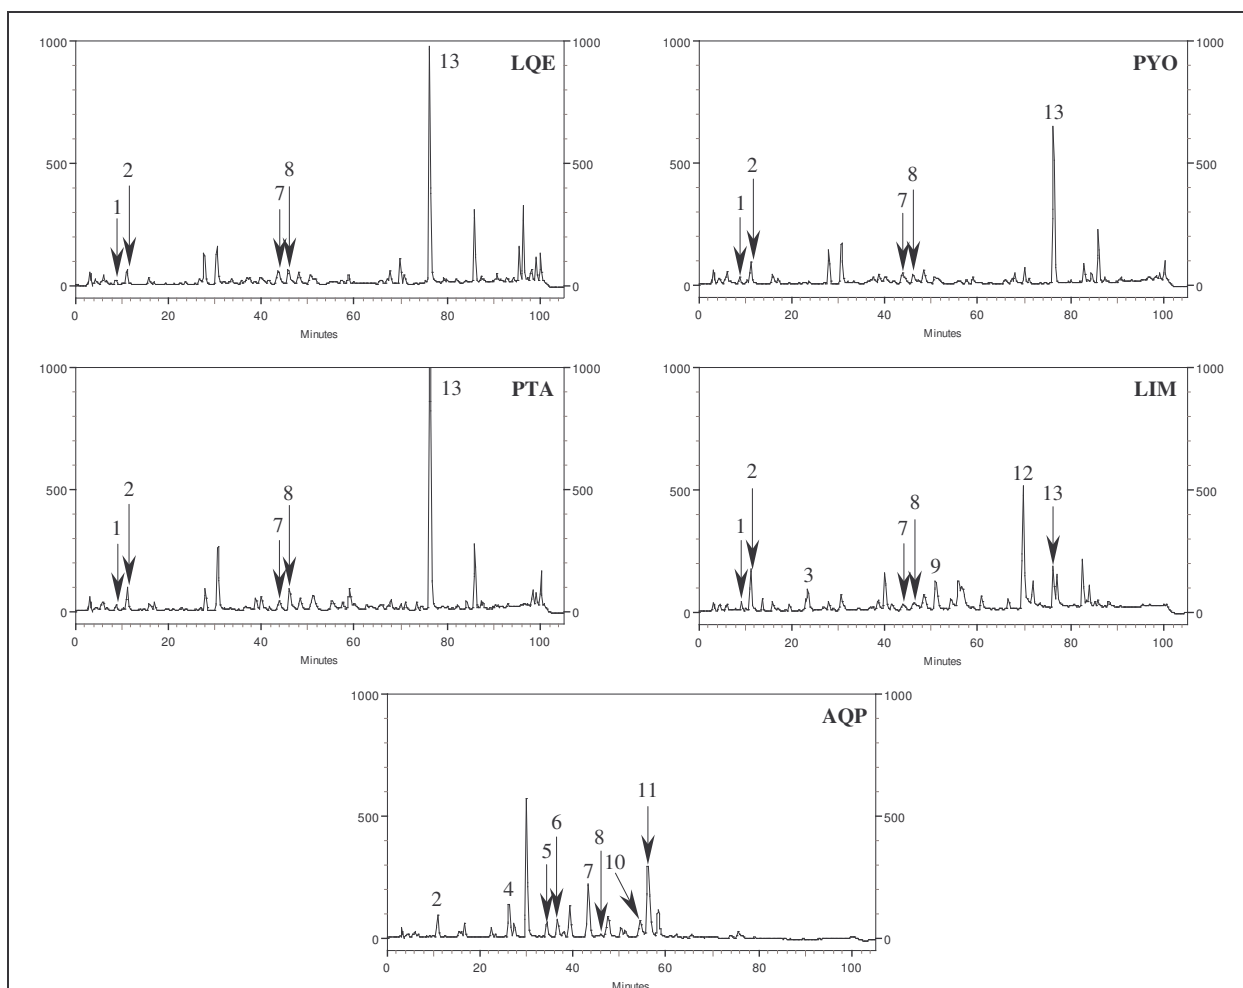 1000 1000 1000 1000
13 LQE PYO
13
500 500 500 500
2 8 2 8
1 7 1 7
0 0 0 0
0 20 40 60 80 100 0 20 40 60 80 100
Minutes Minutes
1000 1000 1000 1000
13 PTA LIM
500 500 500 500
2 8 2 8 12 13
1 7 1 3 7 9
0 0 0 0
0 20 40 60 80 100 0 20 40 60 80 100
Minutes Minutes
1000 1000
AQP
11
500 500
2 4 5 6 7 8 10
0 0
0 20 40 60 80 100
Minutes